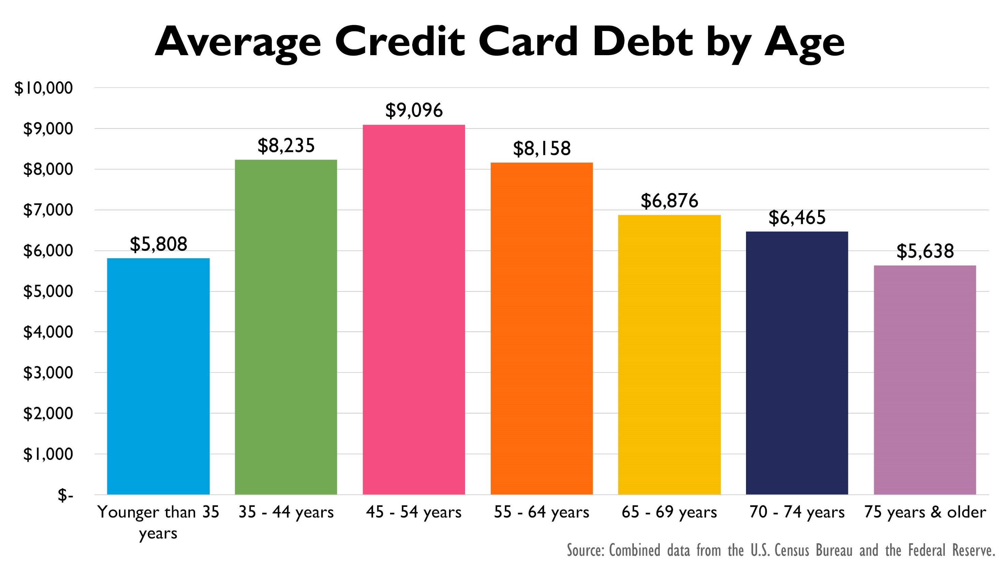 Average Credit Card Debt by Age
$10,000
$9,000
$8,000
$7,000
$6,000
$5,000
$4,000
$3,000
$2,000
$1,000
$-
$5,808
$8,235
$9,096
$8,158
$6,876
$6,465
$5,638
Younger than 35
years
35 - 44 years
45 - 54 years
55 - 64 years
65 - 69 years
70 - 74 years
75 years & older
Source: Combined data from the U.S. Census Bureau and the Federal Reserve.